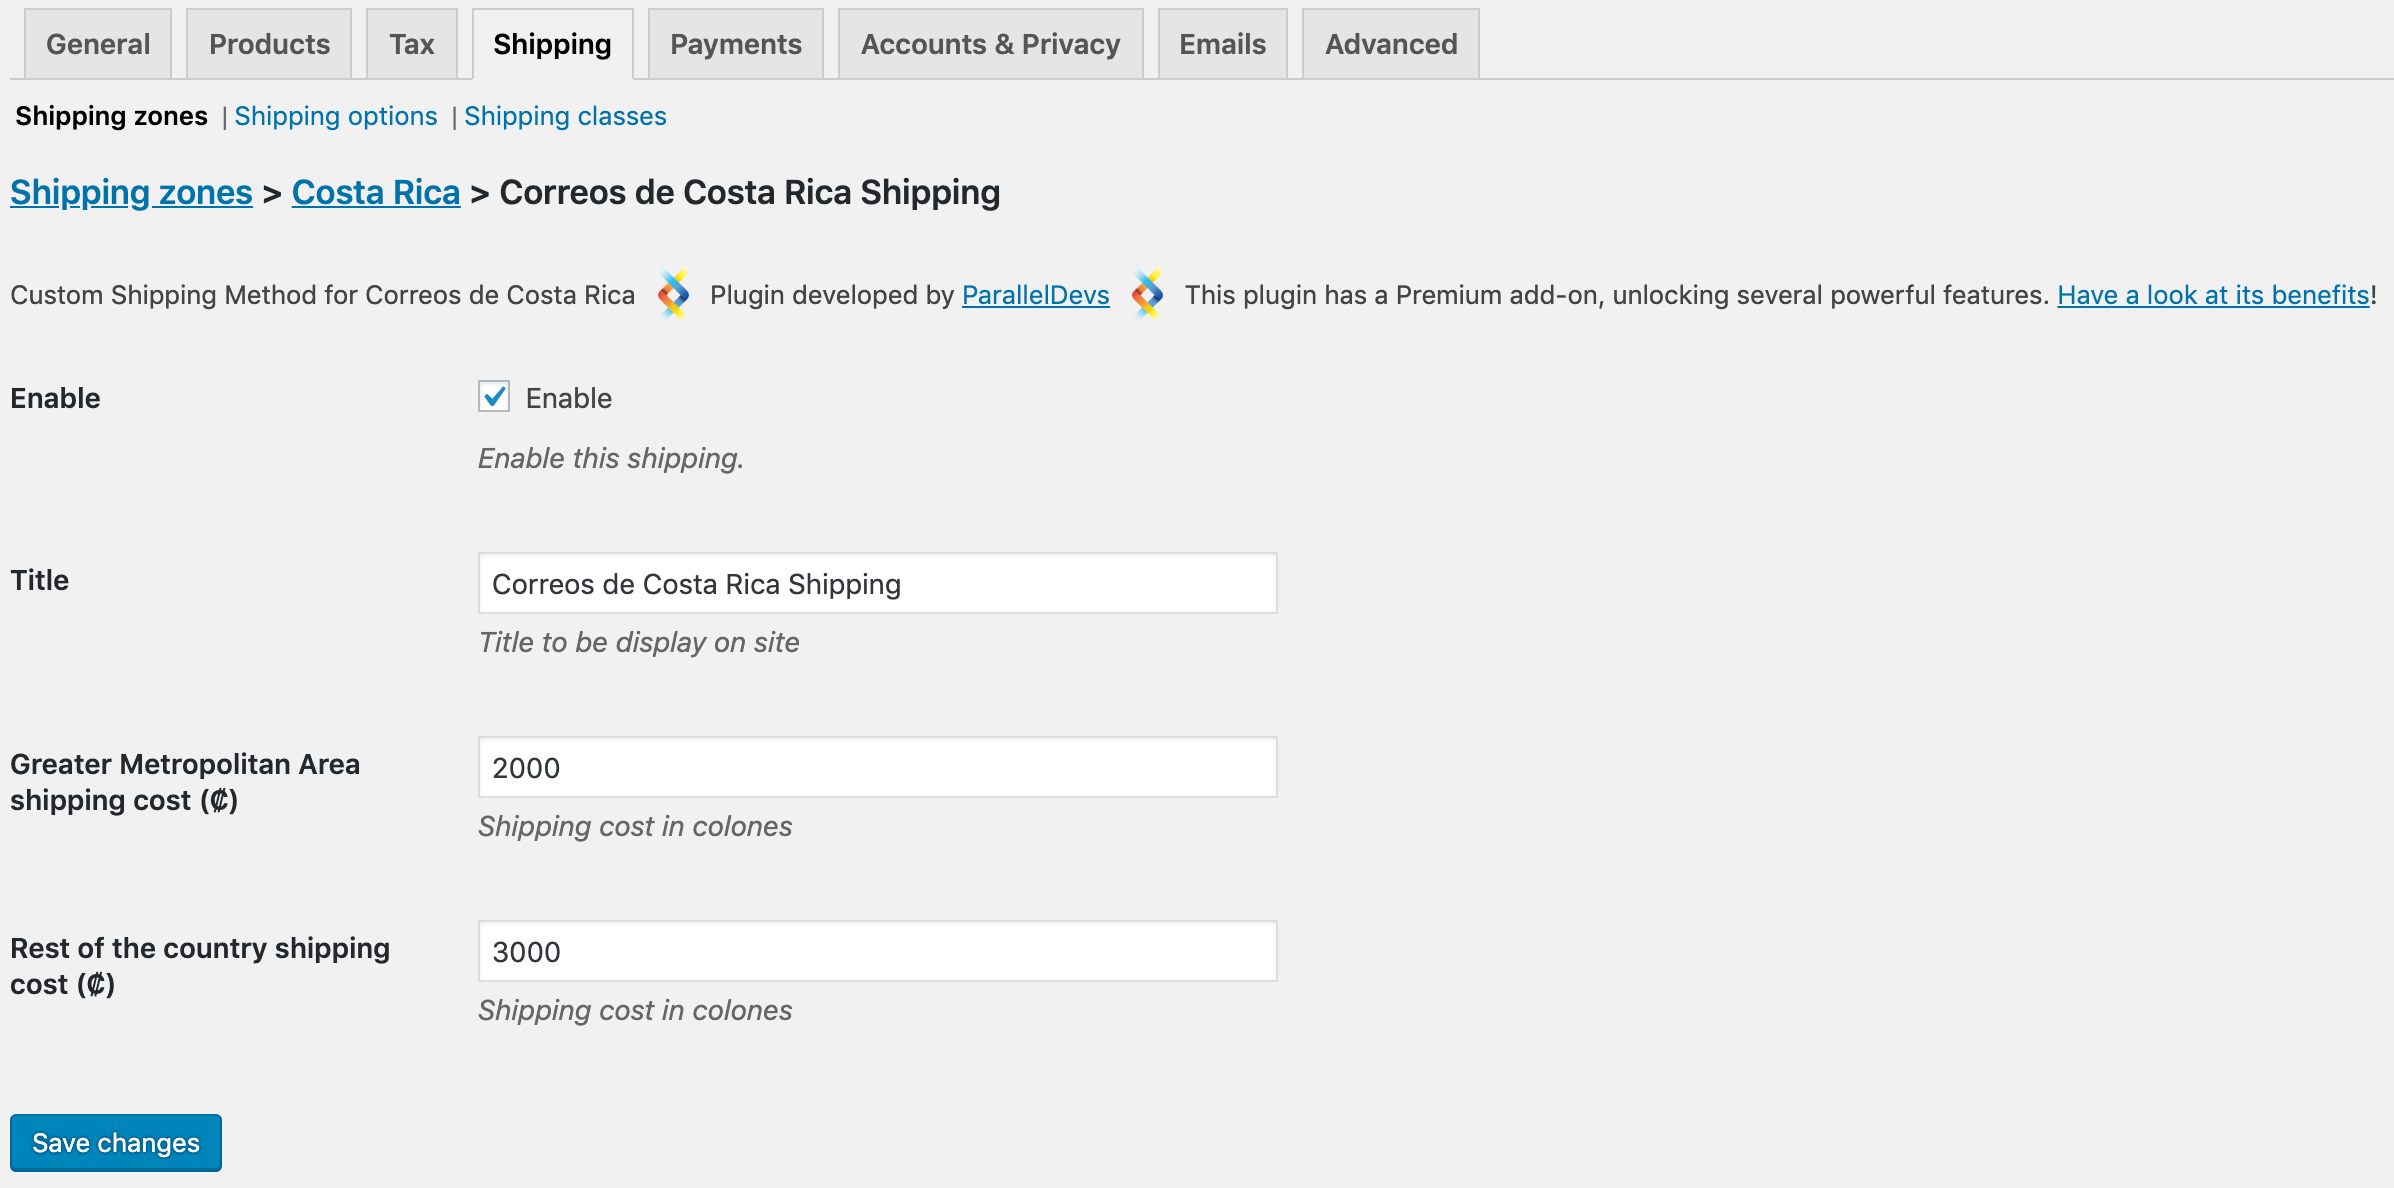 General Products Tax Shipping Payments Accounts & Privacy Emails Advanced
Shipping zones | Shipping options | Shipping classes
Shipping zones > Costa Rica > Correos de Costa Rica Shipping
Custom Shipping Method for Correos de Costa Rica Plugin developed by ParallelDevs This plugin has a Premium add-on, unlocking several powerful features. Have a look at its benefits!
Enable Enable
Enable this shipping.
Title Correos de Costa Rica Shipping
Title to be display on site
Greater Metropolitan Area
shipping cost (₡)
2000
Shipping cost in colones
Rest of the country shipping
cost (₡)
3000
Shipping cost in colones
Save changes